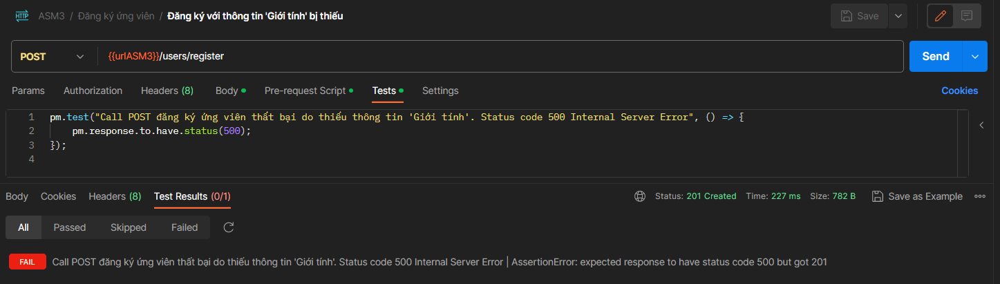 HTTP ASM3 / Đăng ký ứng viên / Đăng ký với thông tin 'Giới tính' bị thiếu Save
POST {{urlASM3}}/users/register Send
Params Authorization Headers (8) Body Pre-request Script Tests Settings Cookies
1 pm.test("Call POST đăng ký ứng viên thất bại do thiếu thông tin 'Giới tính'. Status code 500 Internal Server Error", () => {
2 pm.response.to.have.status(500);
3 });
4
Body Cookies Headers (8) Test Results (0/1) Status: 201 Created Time: 227 ms Size: 782 B Save as Example
All Passed Skipped Failed
FAIL Call POST đăng ký ứng viên thất bại do thiếu thông tin 'Giới tính'. Status code 500 Internal Server Error | AssertionError: expected response to have status code 500 but got 201